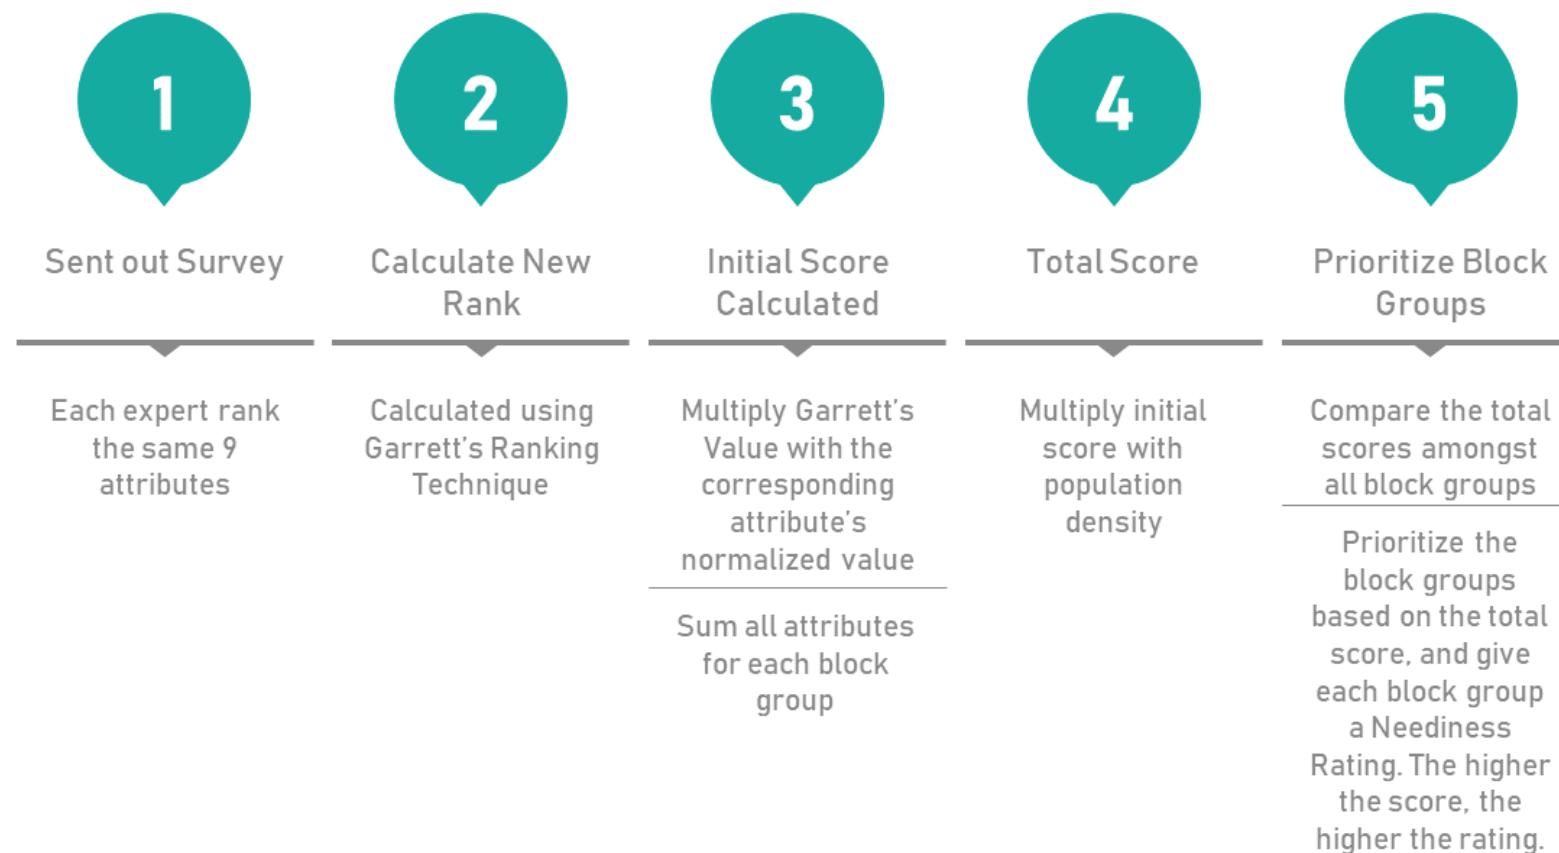 1
Sent out Survey
Each expert rank
the same 9
attributes
2
Calculate New
Rank
Calculated using
Garrett's Ranking
Technique
3
Initial Score
Calculated
Multiply Garrett's
Value with the
corresponding
attribute's
normalized value
Sum all attributes
for each block
group
4
Total Score
Multiply initial
score with
population
density
5
Prioritize Block
Groups
Compare the total
scores amongst
all block groups
Prioritize the
block groups
based on the total
score, and give
each block group
a Neediness
Rating. The higher
the score, the
higher the rating.